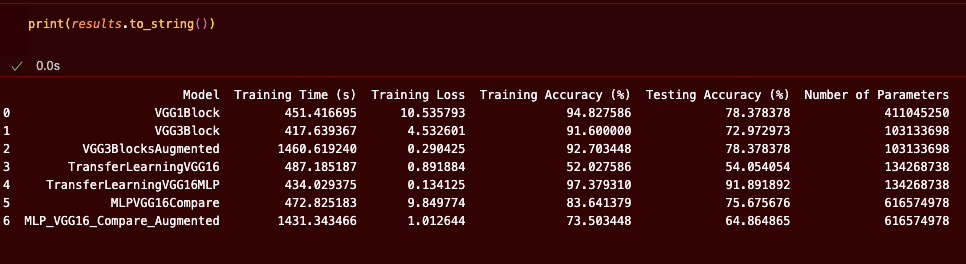 print(results.to_string())
0.0s
Model Training Time (s) Training Loss Training Accuracy (%) Testing Accuracy (%) Number of Parameters
0 VGG1Block 451.416695 10.535793 94.827586 78.378378 411045250
1 VGG3Block 417.639367 4.532601 91.600000 72.972973 103133698
2 VGG3BlocksAugmented 1460.619240 0.290425 92.703448 78.378378 103133698
3 TransferLearningVGG16 487.185187 0.891884 52.027586 54.054054 134268738
4 TransferLearningVGG16MLP 434.029375 0.134125 97.379310 91.891892 134268738
5 MLPVGG16Compare 472.825183 9.849774 83.641379 75.675676 616574978
6 MLP_VGG16_Compare_Augmented 1431.343466 1.012644 73.503448 64.864865 616574978